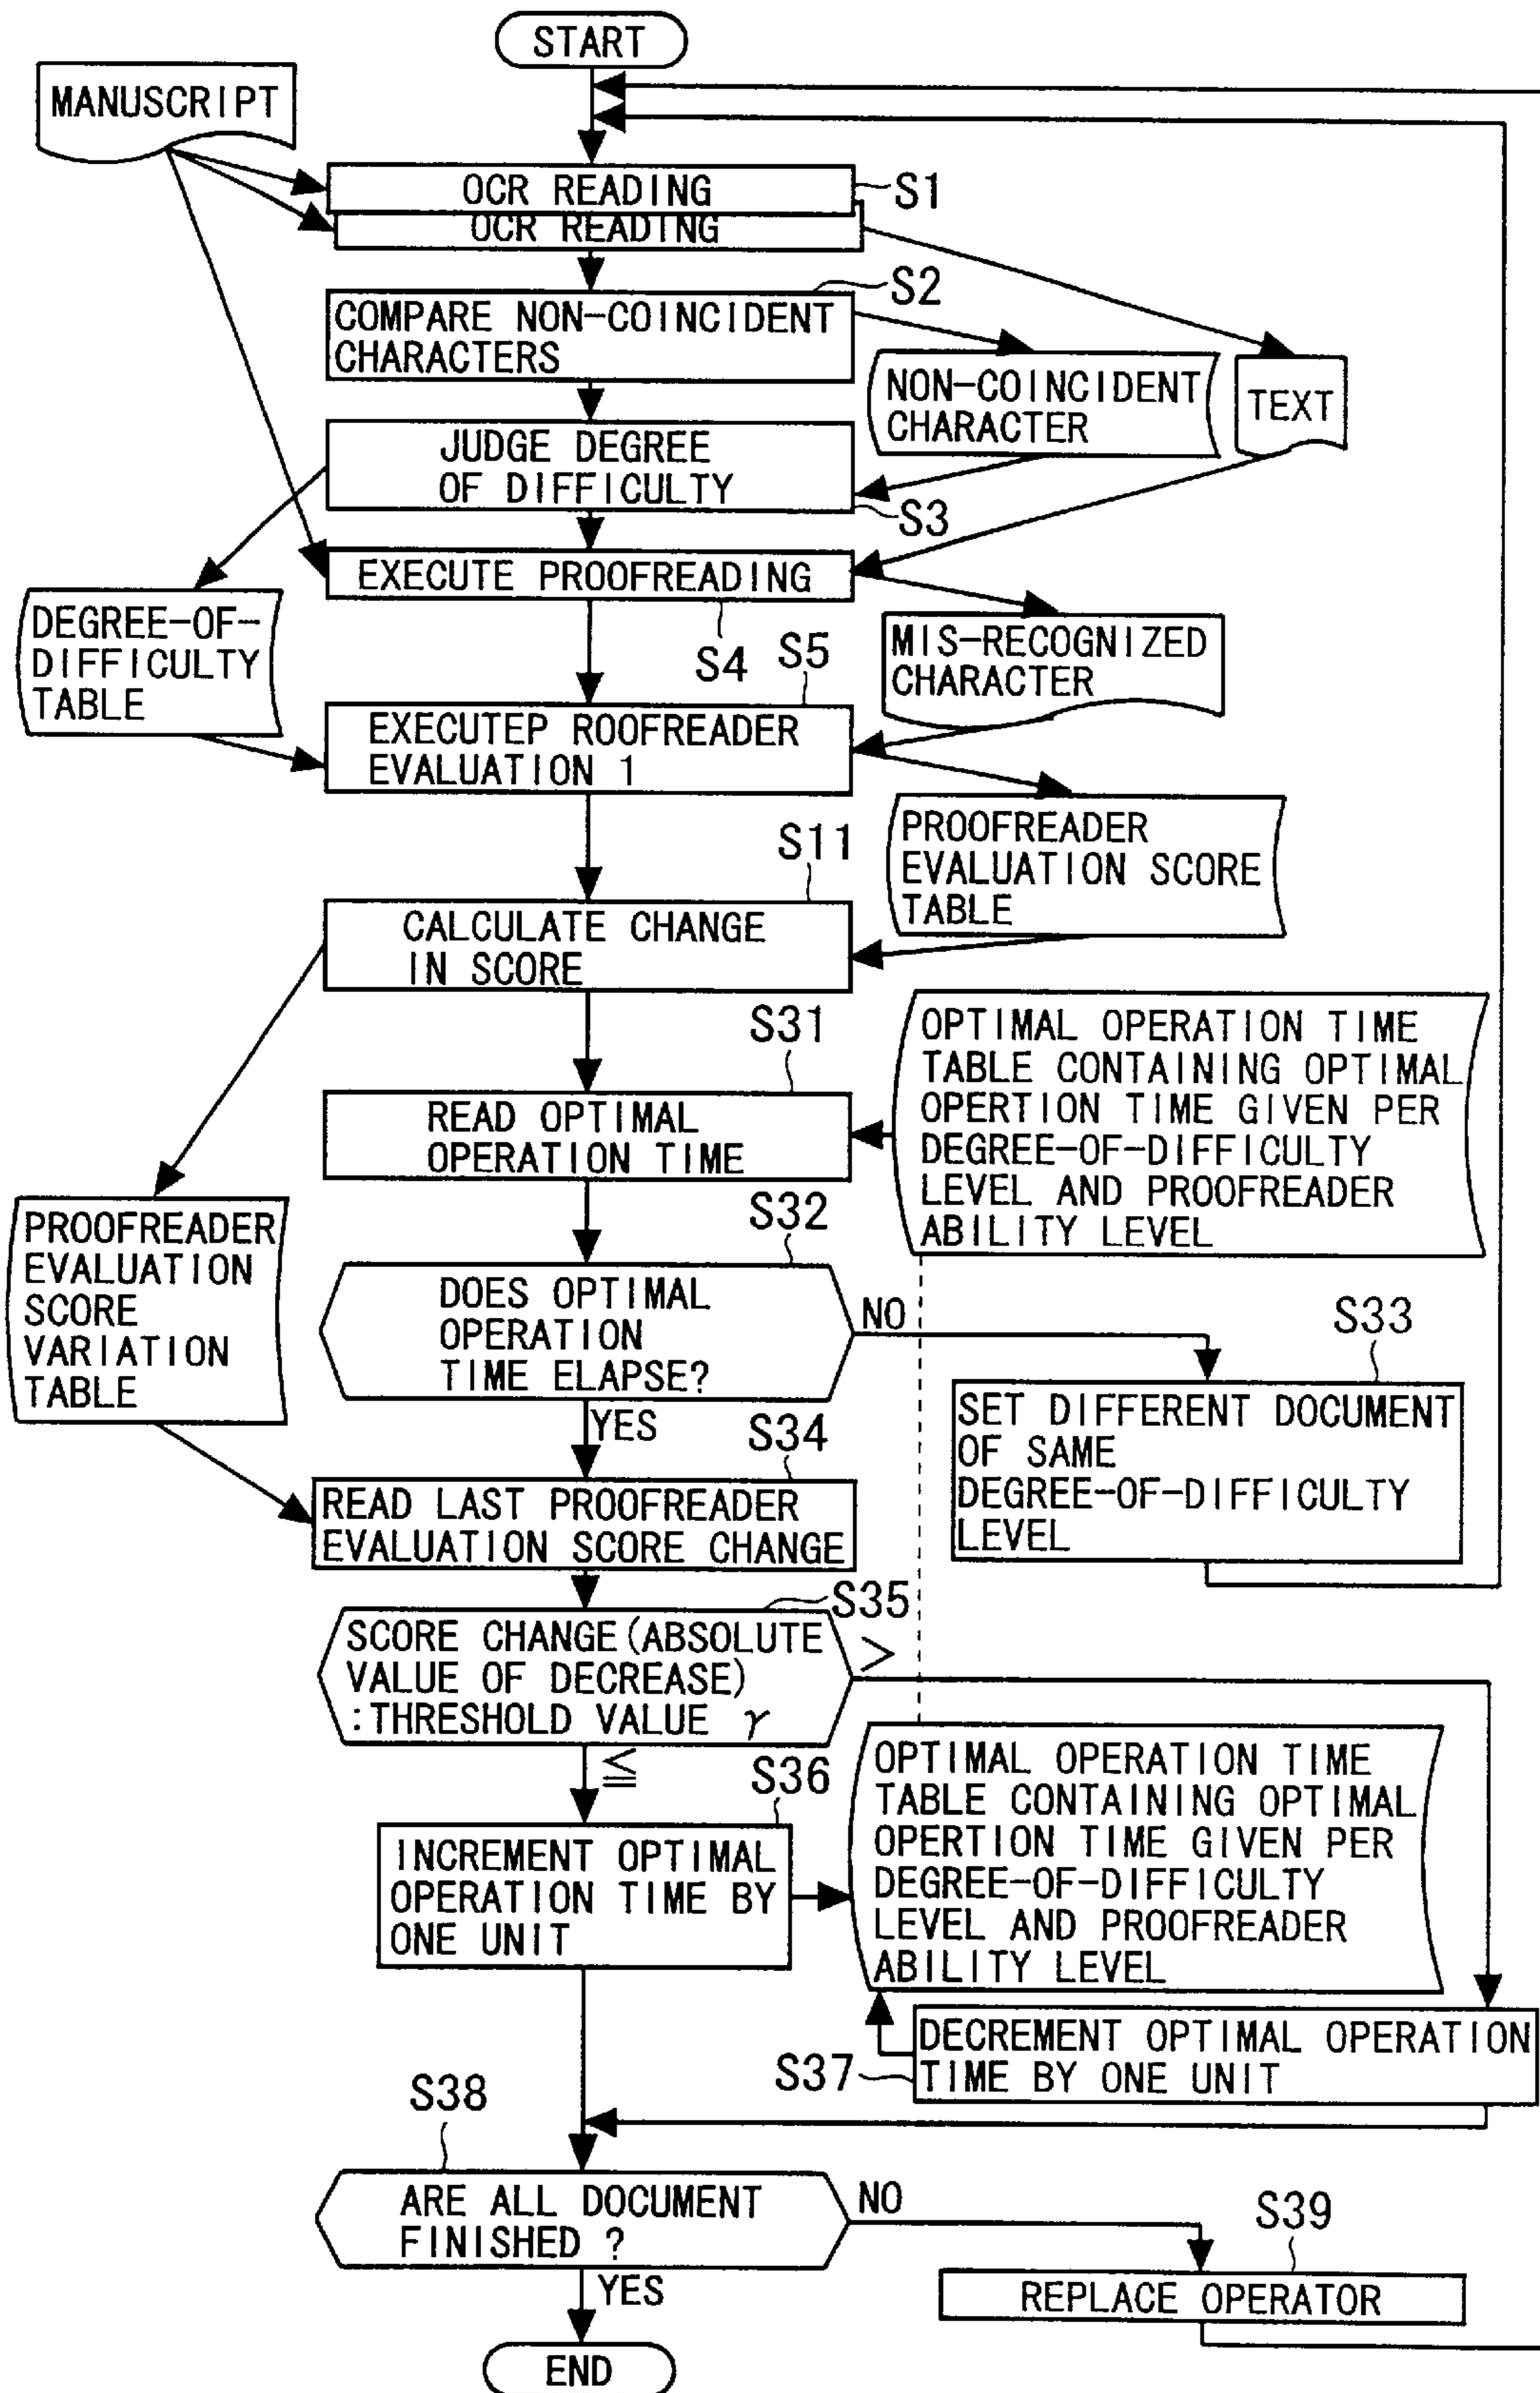 START
MANUSCRIPT
OCR READING
S1
OCR READING
S2
COMPARE NON-COINCIDENT
CHARACTERS
NON-COINCIDENT
CHARACTER
TEXT
JUDGE DEGREE
OF DIFFICULTY
S3
EXECUTE PROOFREADING
S4
DEGREE-OF-
DIFFICULTY
TABLE
MIS-RECOGNIZED
CHARACTER
S5
EXECUTEP ROOFREADER
EVALUATION 1
PROOFREADER
EVALUATION SCORE
TABLE
S11
CALCULATE CHANGE
IN SCORE
S31
READ OPTIMAL
OPERATION TIME
OPTIMAL OPERATION TIME
TABLE CONTAINING OPTIMAL
OPERTION TIME GIVEN PER
DEGREE-OF-DIFFICULTY
LEVEL AND PROOFREADER
ABILITY LEVEL
PROOFREADER
EVALUATION
SCORE
VARIATION
TABLE
S32
DOES OPTIMAL
OPERATION
TIME ELAPSE?
NO
YES
S33
SET DIFFERENT DOCUMENT
OF SAME
DEGREE-OF-DIFFICULTY
LEVEL
S34
READ LAST PROOFREADER
EVALUATION SCORE CHANGE
S35
SCORE CHANGE(ABSOLUTE
VALUE OF DECREASE)
:THRESHOLD VALUE γ
>
≦
S36
INCREMENT OPTIMAL
OPERATION TIME BY
ONE UNIT
OPTIMAL OPERATION TIME
TABLE CONTAINING OPTIMAL
OPERTION TIME GIVEN PER
DEGREE-OF-DIFFICULTY
LEVEL AND PROOFREADER
ABILITY LEVEL
S37
DECREMENT OPTIMAL OPERATION
TIME BY ONE UNIT
S38
ARE ALL DOCUMENT
FINISHED ?
NO
YES
S39
REPLACE OPERATOR
END